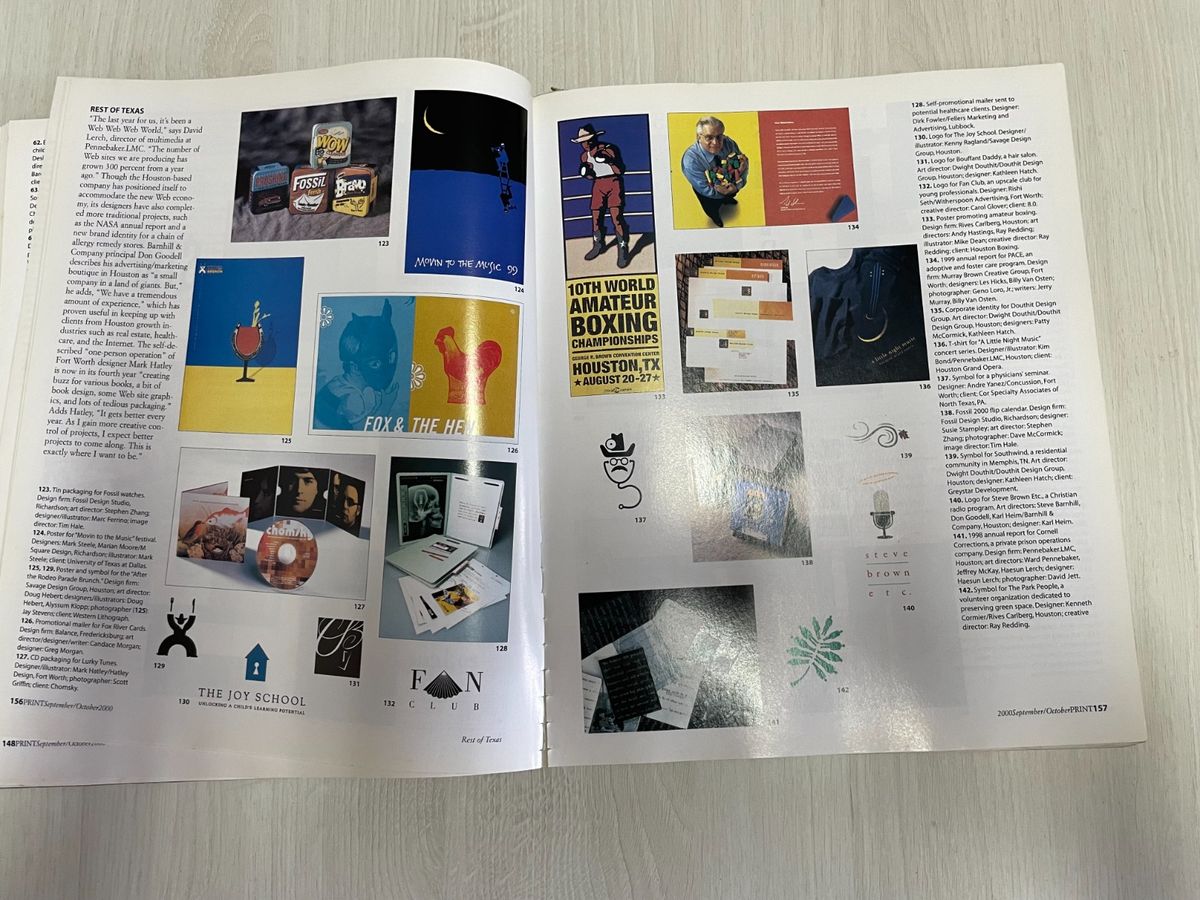 REST OF TEXAS
"The last year for us, it's been a
Web Web Web World," says David
Lerch, director of multimedia at
Pennebaker.LMC. "The number of
Web sites we are producing has
grown 300 percent from a year
ago." Though the Houston-based
company has positioned itself to
accommodate the new Web econo-
my, its designers have also complet-
ed more traditional projects, such
as the NASA annual report and a
new brand identity for a chain of
allergy remedy stores. Barnhill &
Company principal Don Goodell
describes his advertising/marketing
boutique in Houston as "a small
company in a land of giants. But,"
he adds, "We have a tremendous
amount of experience," which has
proven useful in keeping up with
clients from Houston growth in-
dustries such as real estate, health-
care, and the Internet. The self-de-
scribed "one-person operation" of
Fort Worth designer Mark Hatley
is now in its fourth year "creating
buzz for various books, a bit of
book design, some Web site graph-
ics, and lots of tedious packaging."
Adds Hatley, "It gets better every
year. As I gain more creative con-
trol of projects, I expect better
projects to come along. This is
exactly where I want to be."
123. Tin packaging for Fossil watches.
Design firm: Fossil Design Studio,
Richardson; art director: Stephen Zhang;
designer/illustrator: Marc Ferrino; image
director: Tim Hale.
124. Poster for "Movin to the Music" festival.
Designers: Mark Steele, Marian Moore/M
Square Design, Richardson; illustrator: Mark
Steele; client: University of Texas at Dallas.
125, 129. Poster and symbol for the "After
the Rodeo Parade Brunch." Design firm:
Savage Design Group, Houston; art director:
Doug Hebert; designers/illustrators: Doug
Hebert, Alyssum Klopp; photographer (125):
Jay Stevens; client: Western Lithograph.
126. Promotional mailer for Fox River Cards.
Design firm: Balance, Fredericksburg; art
director/designer/writer: Candace Morgan;
designer: Greg Morgan.
127. CD packaging for Lurky Tunes.
Designer/illustrator: Mark Hatley/Hatley
Design, Fort Worth; photographer: Scott
Griffin; client: Chomsky.
156PRINTSeptember/October2000
148PRINTSeptember/October
WOW
FOSSIL
Bravo
123
MOVIN TO THE MUSIC 99
124
125
FOX & THE HEN
126
chomsky
127
128
129
130
THE JOY SCHOOL
UNLOCKING A CHILD'S LEARNING POTENTIAL
131
132
FAN
CLUB
Rest of Texas
10TH WORLD
AMATEUR
BOXING
CHAMPIONSHIPS
GEORGE R. BROWN CONVENTION CENTER
HOUSTON, TX
★ AUGUST 20-27 ★
133
134
135
a little night music
136
137
138
139
steve
brown
etc.
140
141
142
128. Self-promotional mailer sent to
potential healthcare clients. Designer:
Dirk Fowler/Fellers Marketing and
Advertising, Lubbock.
130. Logo for The Joy School. Designer/
illustrator: Kenny Ragland/Savage Design
Group, Houston.
131. Logo for Bouffant Daddy, a hair salon.
Art director: Dwight Douthit/Douthit Design
Group, Houston; designer: Kathleen Hatch.
132. Logo for Fan Club, an upscale club for
young professionals. Designer: Rishi
Seth/Witherspoon Advertising, Fort Worth;
creative director: Carol Glover; client: 8.0.
133. Poster promoting amateur boxing.
Design firm: Rives Carlberg, Houston; art
directors: Andy Hastings, Ray Redding;
illustrator: Mike Dean; creative director: Ray
Redding; client: Houston Boxing.
134. 1999 annual report for PACE, an
adoptive and foster care program. Design
firm: Murray Brown Creative Group, Fort
Worth; designers: Les Hicks, Billy Van Osten;
photographer: Geno Loro, Jr.; writers: Jerry
Murray, Billy Van Osten.
135. Corporate identity for Douthit Design
Group. Art director: Dwight Douthit/Douthit
Design Group, Houston; designers: Patty
McCormick, Kathleen Hatch.
136. T-shirt for "A Little Night Music"
concert series. Designer/illustrator: Kim
Bond/Pennebaker.LMC, Houston; client:
Houston Grand Opera.
137. Symbol for a physicians' seminar.
Designer: Andre Yanez/Concussion, Fort
Worth; client: Cor Specialty Associates of
North Texas, PA.
138. Fossil 2000 flip calendar. Design firm:
Fossil Design Studio, Richardson; designer:
Susie Stampley; art director: Stephen
Zhang; photographer: Dave McCormick;
image director: Tim Hale.
139. Symbol for Southwind, a residential
community in Memphis, TN. Art director:
Dwight Douthit/Douthit Design Group,
Houston; designer: Kathleen Hatch; client:
Greystar Development.
140. Logo for Steve Brown Etc., a Christian
radio program. Art directors: Steve Barnhill,
Don Goodell, Karl Heim/Barnhill &
Company, Houston; designer: Karl Heim.
141. 1998 annual report for Cornell
Corrections, a private prison operations
company. Design firm: Pennebaker.LMC,
Houston; art directors: Ward Pennebaker,
Jeffrey McKay, Haesun Lerch; designer:
Haesun Lerch; photographer: David Jett.
142. Symbol for The Park People, a
volunteer organization dedicated to
preserving green space. Designer: Kenneth
Cormier/Rives Carlberg, Houston; creative
director: Ray Redding.
2000September/OctoberPRINT157